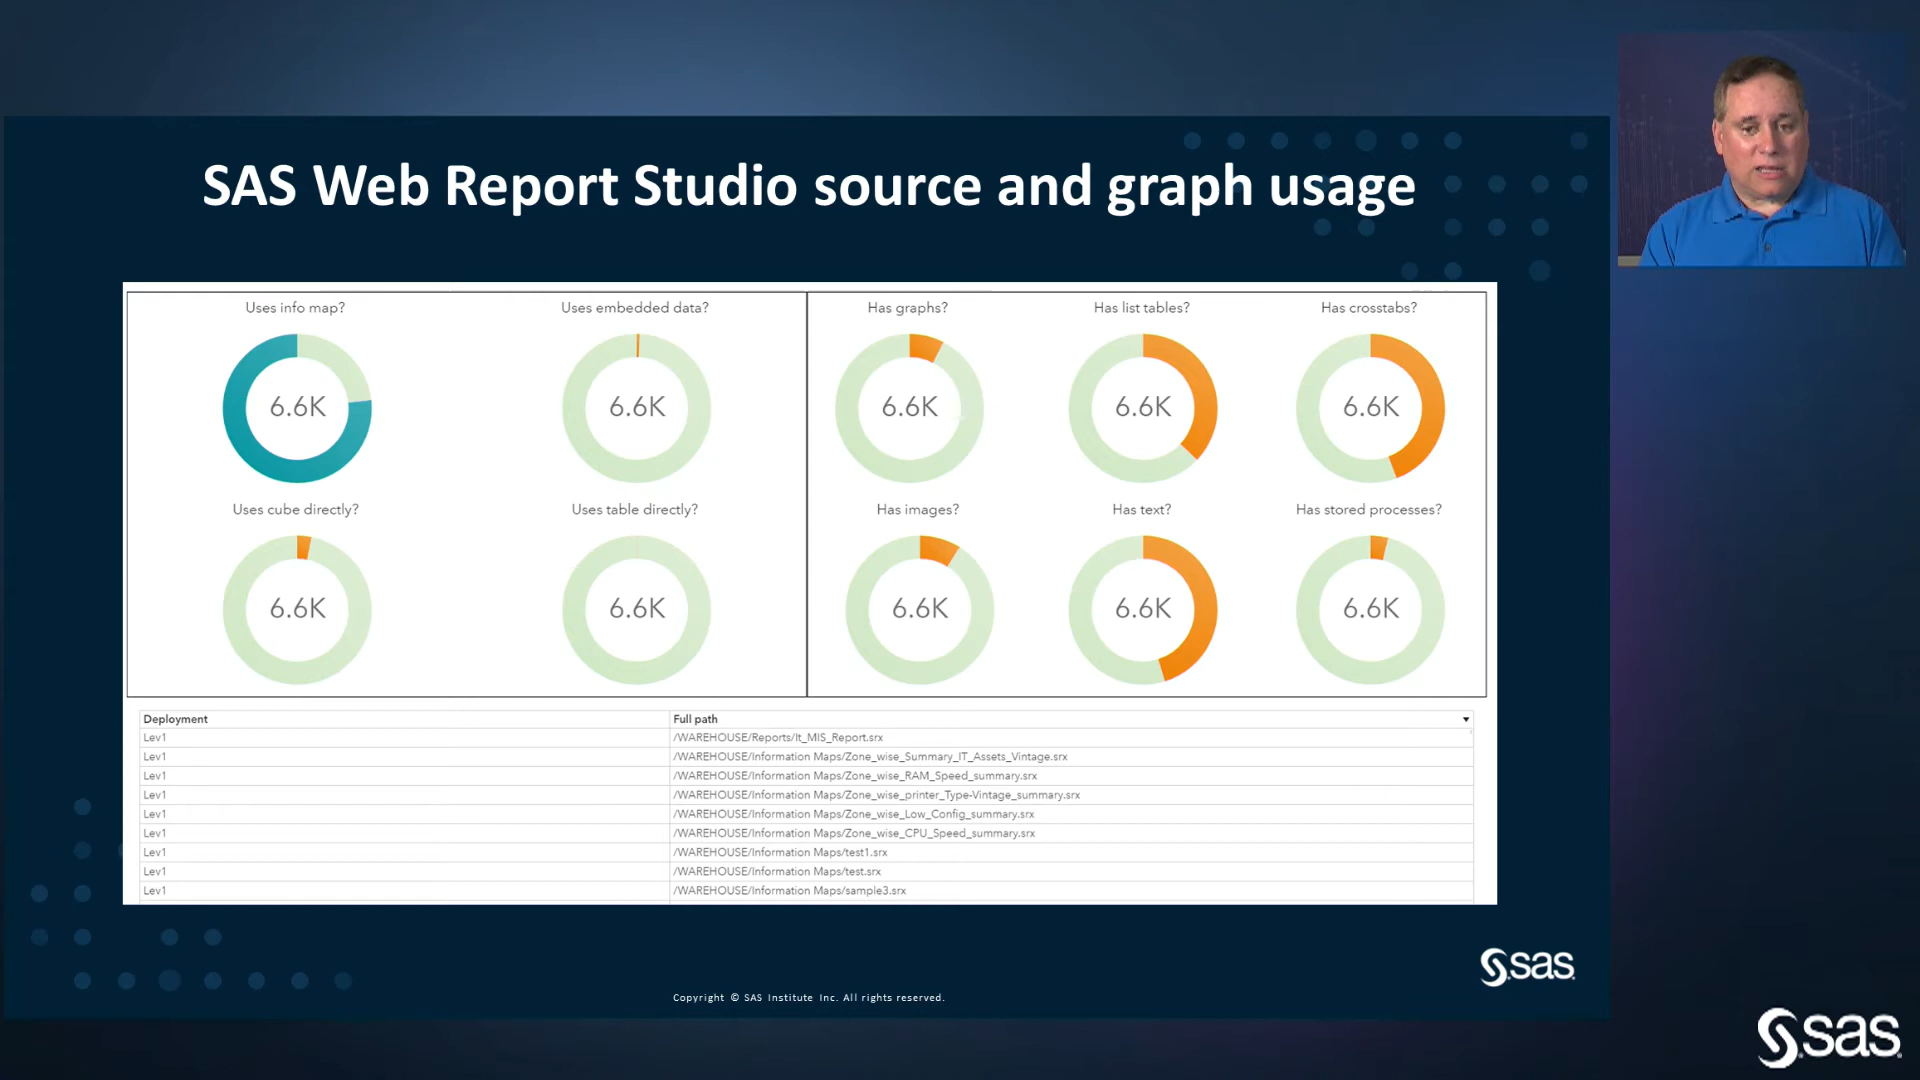 SAS Web Report Studio source and graph usage
Uses info map? Uses embedded data? Has graphs? Has list tables? Has crosstabs?
6.6K 6.6K 6.6K 6.6K 6.6K
Uses cube directly? Uses table directly? Has images? Has text? Has stored processes?
6.6K 6.6K 6.6K 6.6K 6.6K
Deployment Full path
Lev1 /WAREHOUSE/Reports/It_MIS_Report.srx
Lev1 /WAREHOUSE/Information Maps/Zone_wise_Summary_IT_Assets_Vintage.srx
Lev1 /WAREHOUSE/Information Maps/Zone_wise_RAM_Speed_summary.srx
Lev1 /WAREHOUSE/Information Maps/Zone_wise_printer_Type-Vintage_summary.srx
Lev1 /WAREHOUSE/Information Maps/Zone_wise_Low_Config_summary.srx
Lev1 /WAREHOUSE/Information Maps/Zone_wise_CPU_Speed_summary.srx
Lev1 /WAREHOUSE/Information Maps/test1.srx
Lev1 /WAREHOUSE/Information Maps/test.srx
Lev1 /WAREHOUSE/Information Maps/sample3.srx
sas
Copyright © SAS Institute Inc. All rights reserved.
sas